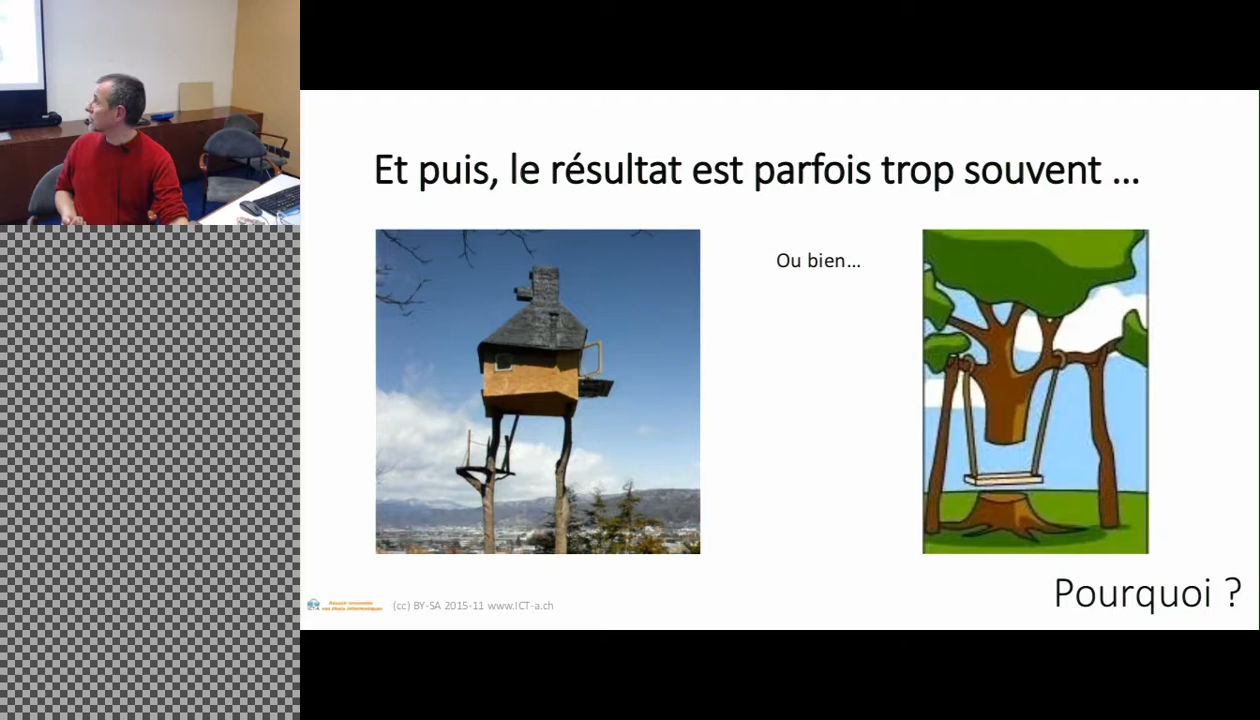 Et puis, le résultat est parfois trop souvent ...
Ou bien...
Pourquoi ?
(cc) BY-SA 2015-11 www.ICT-a.ch